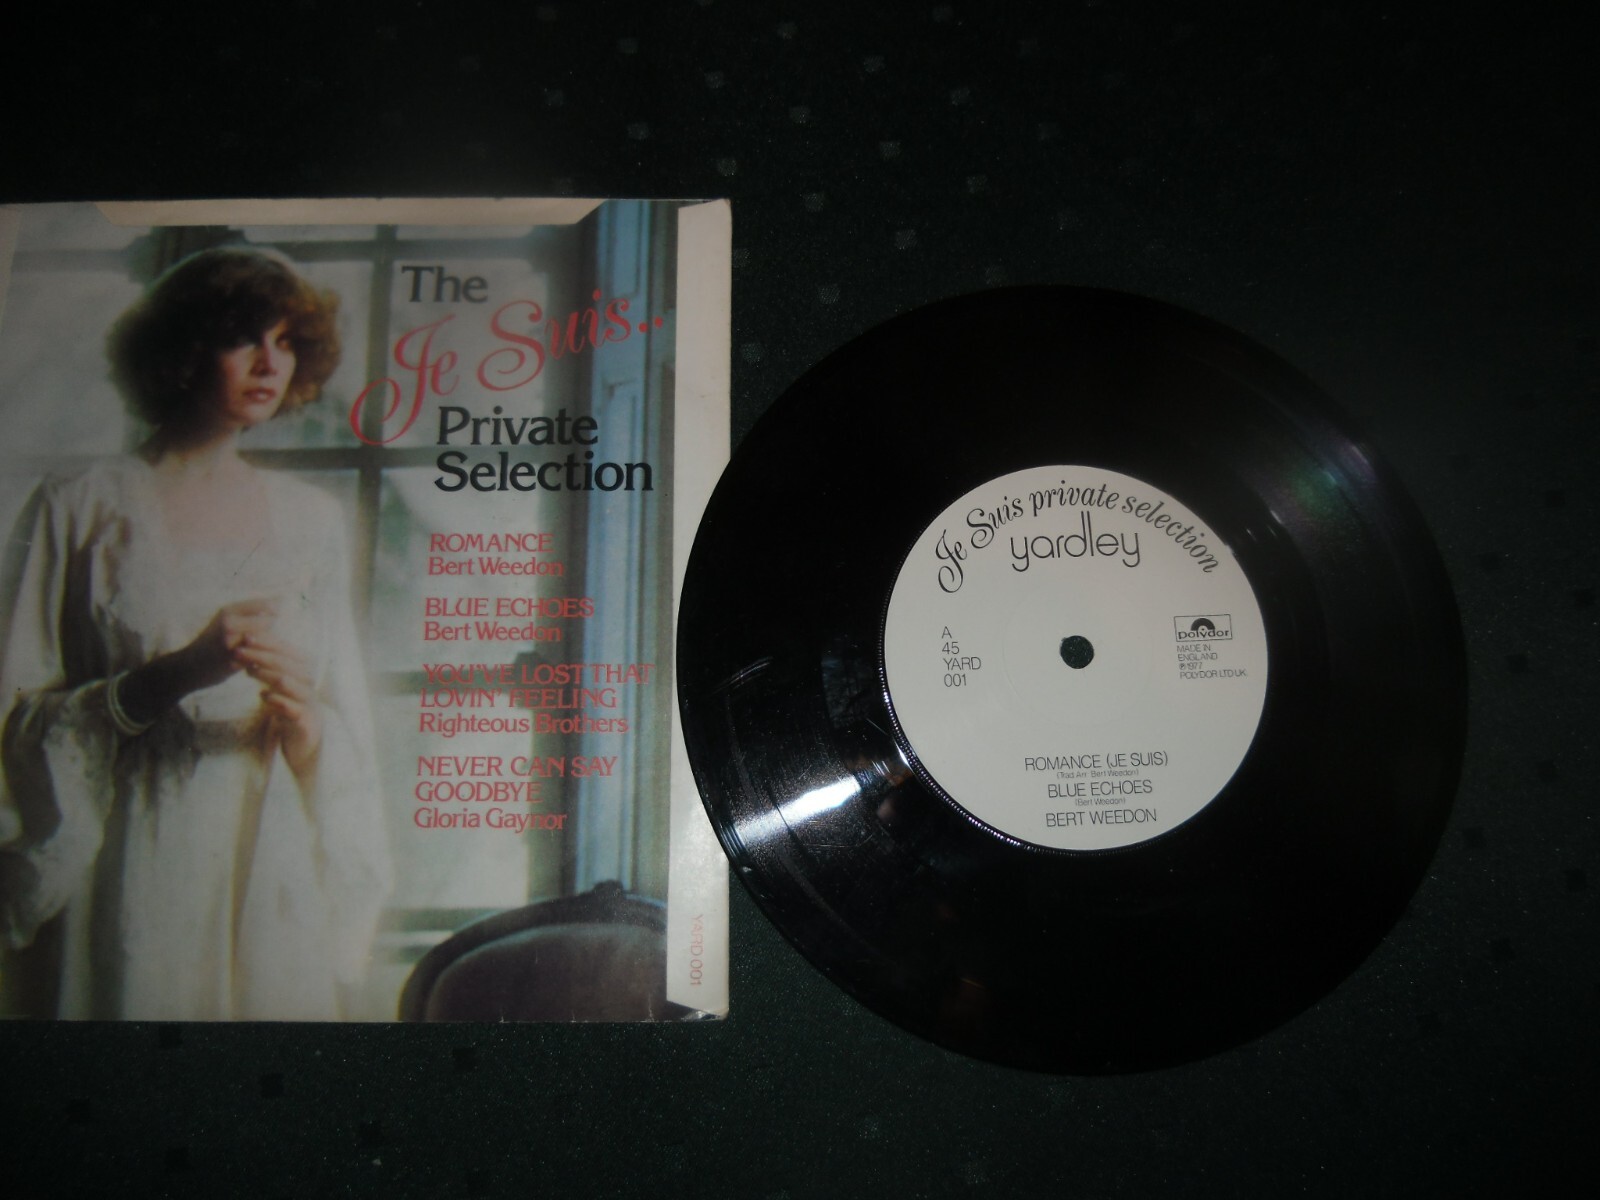 The
Je Suis..
Private
Selection
ROMANCE
Bert Weedon
BLUE ECHOES
Bert Weedon
YOU'VE LOST THAT
LOVIN' FEELING
Righteous Brothers
NEVER CAN SAY
GOODBYE
Gloria Gaynor
YARD 001
Je Suis private selection
yardley
A
45
YARD
001
Polydor
MADE IN
ENGLAND
℗1977
POLYDOR LTD UK
ROMANCE (JE SUIS)
(Trad Arr Bert Weedon)
BLUE ECHOES
(Bert Weedon)
BERT WEEDON